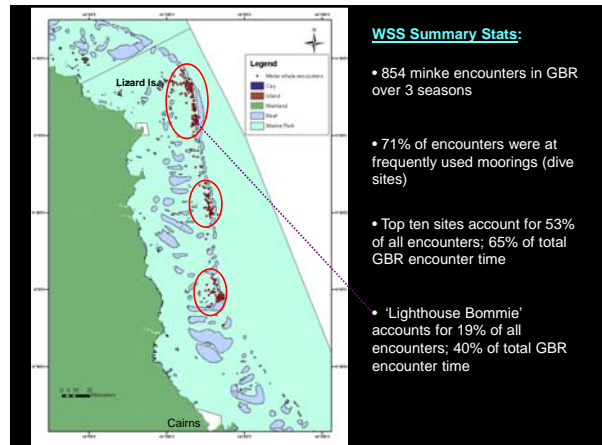 WSS Summary Stats:
Lizard Is.
N
Legend
Minke whale encounters
City
Island
Mainland
Reef
Marine Park
• 854 minke encounters in GBR
over 3 seasons
• 71% of encounters were at
frequently used moorings (dive
sites)
• Top ten sites account for 53%
of all encounters; 65% of total
GBR encounter time
• ‘Lighthouse Bommie’
accounts for 19% of all
encounters; 40% of total GBR
encounter time
Cairns